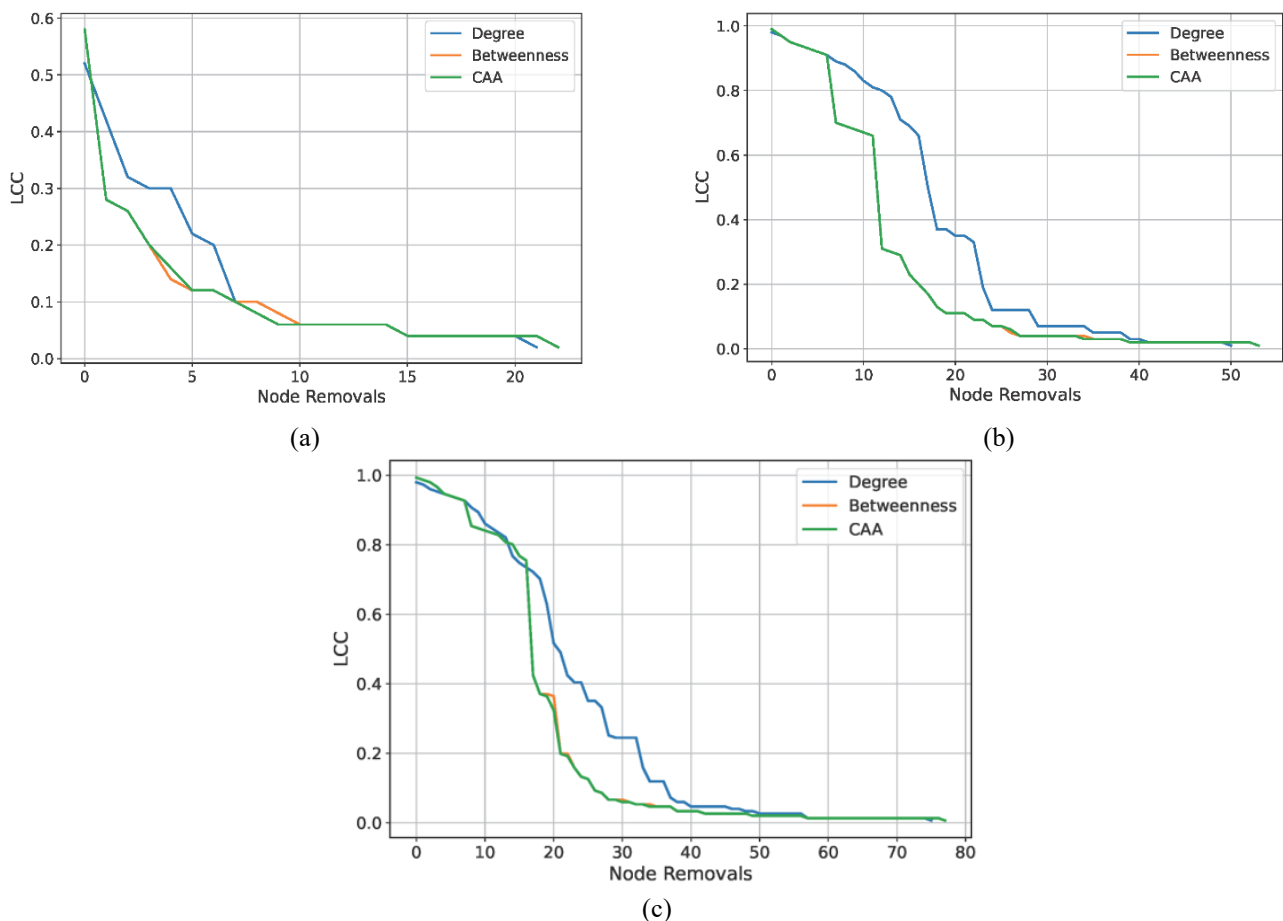 0.6
0.5
0.4
0.3
0.2
0.1
0.0
LCC
Degree
Betweenness
CAA
0 5 10 15 20
Node Removals
(a)
1.0
0.8
0.6
0.4
0.2
0.0
LCC
Degree
Betweenness
CAA
0 10 20 30 40 50
Node Removals
(b)
1.0
0.8
0.6
0.4
0.2
0.0
LCC
Degree
Betweenness
CAA
0 10 20 30 40 50 60 70 80
Node Removals
(c)